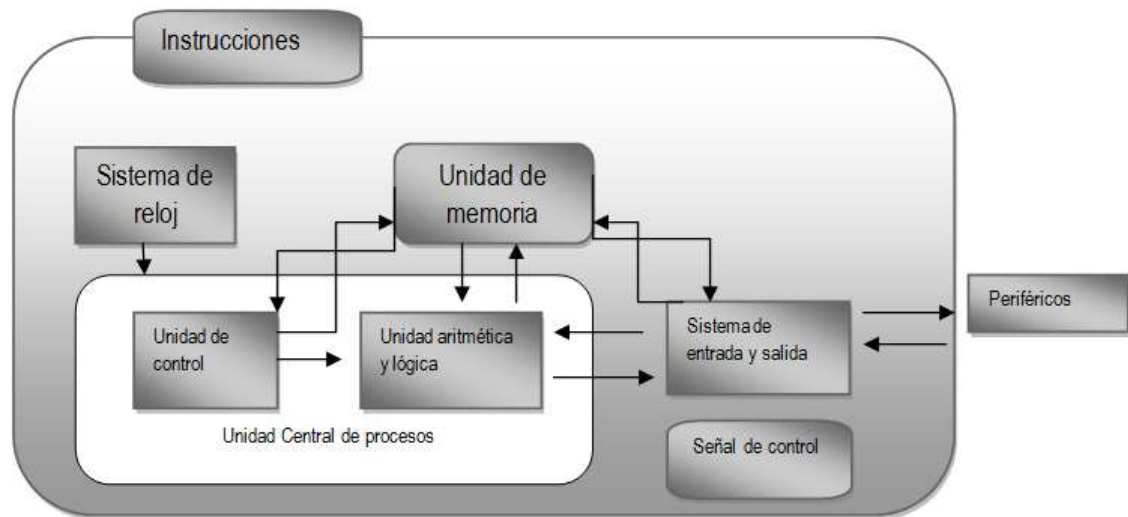 Instrucciones
Sistema de
reloj
Unidad de
memoria
Unidad de
control
Unidad aritmética
y lógica
Sistema de
entrada y salida
Periféricos
Unidad Central de procesos
Señal de control